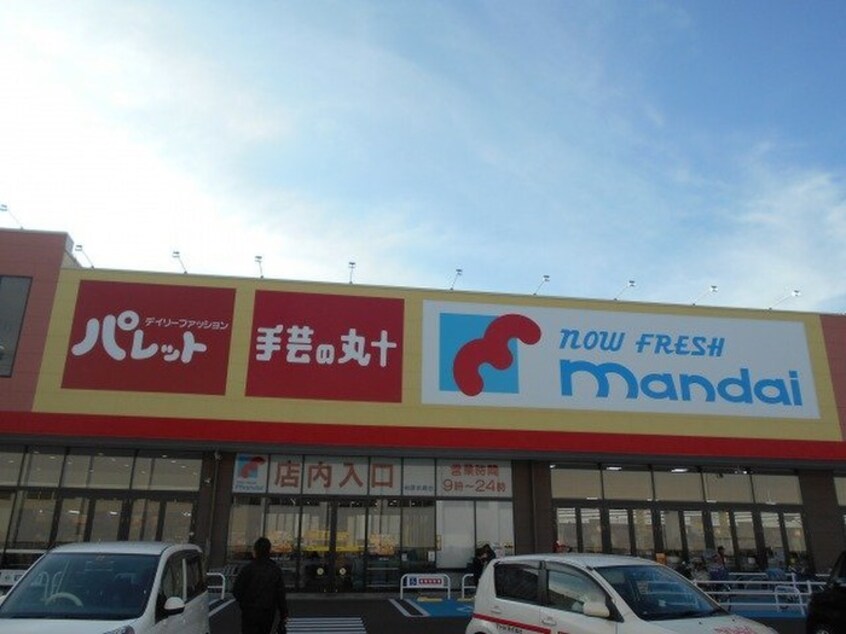 デイリーファッション
パレット
手芸の丸十
now FRESH
mandai
mandai
店内入口
営業時間
9時～24時